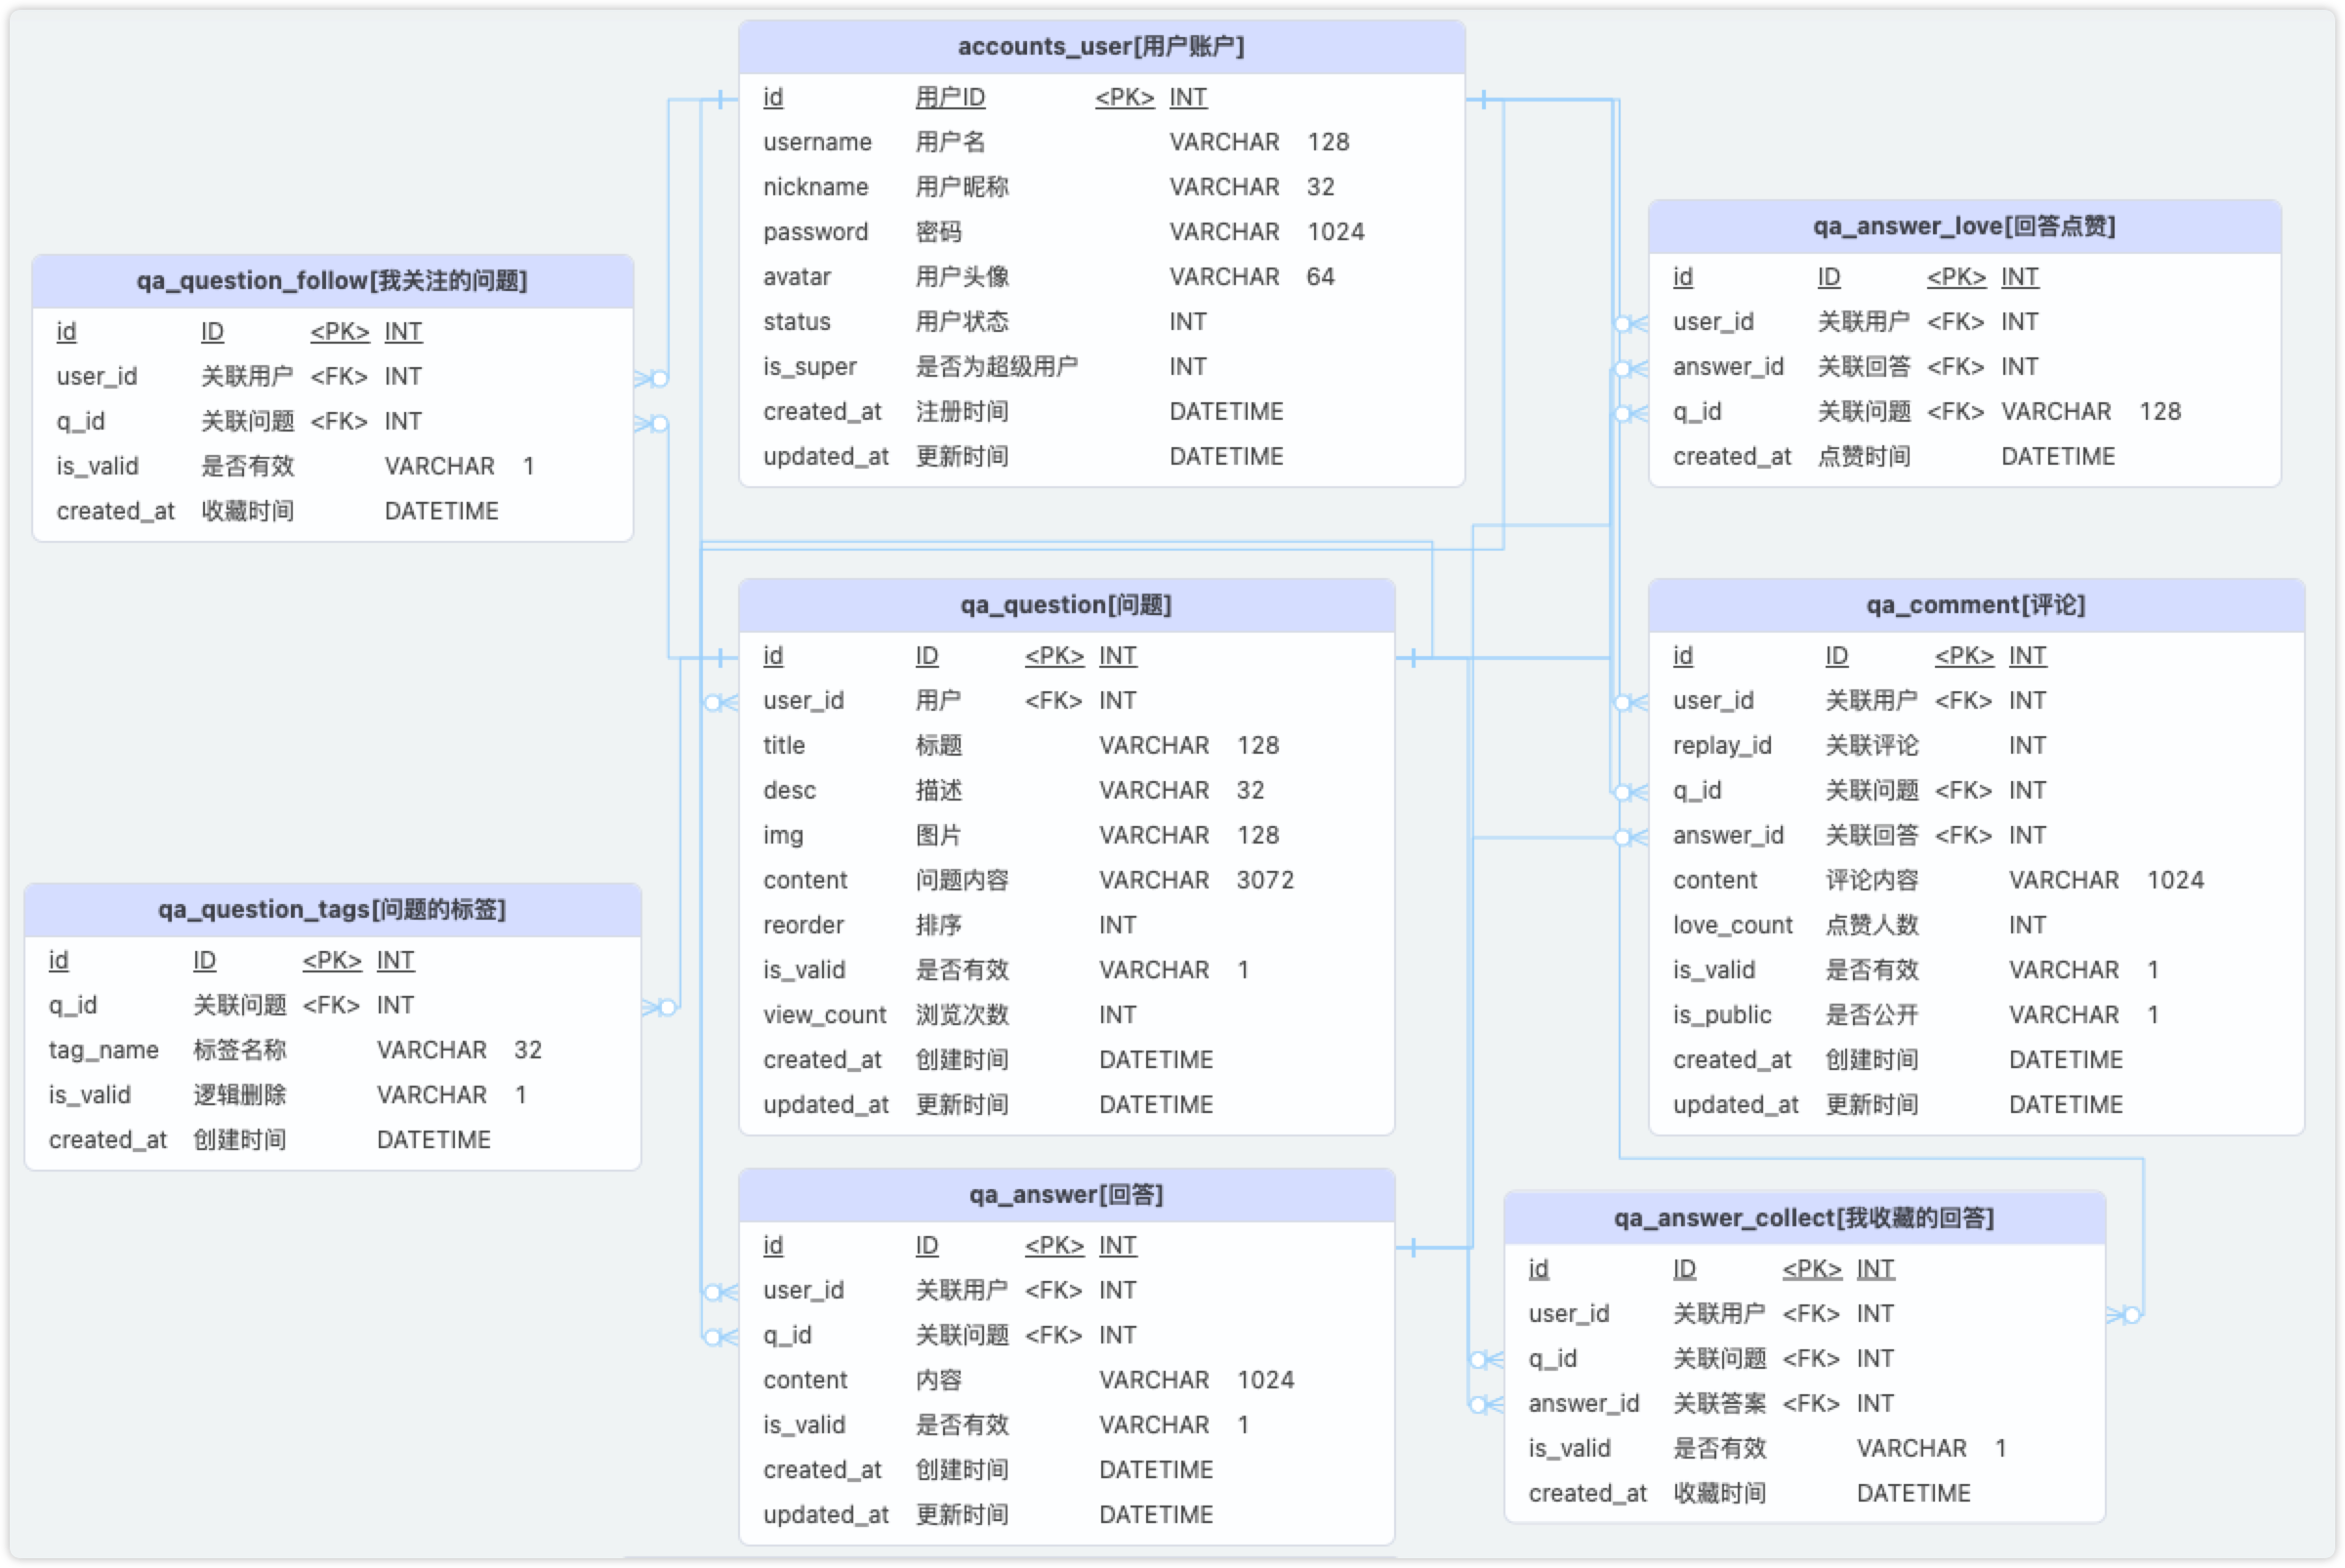 accounts_user[用户账户]
id 用户ID <PK> INT
username 用户名 VARCHAR 128
nickname 用户昵称 VARCHAR 32
password 密码 VARCHAR 1024
avatar 用户头像 VARCHAR 64
status 用户状态 INT
is_super 是否为超级用户 INT
created_at 注册时间 DATETIME
updated_at 更新时间 DATETIME
qa_answer_love[回答点赞]
id ID <PK> INT
user_id 关联用户 <FK> INT
answer_id 关联回答 <FK> INT
q_id 关联问题 <FK> VARCHAR 128
created_at 点赞时间 DATETIME
qa_question_follow[我关注的问题]
id ID <PK> INT
user_id 关联用户 <FK> INT
q_id 关联问题 <FK> INT
is_valid 是否有效 VARCHAR 1
created_at 收藏时间 DATETIME
qa_question[问题]
id ID <PK> INT
user_id 用户 <FK> INT
title 标题 VARCHAR 128
desc 描述 VARCHAR 32
img 图片 VARCHAR 128
content 问题内容 VARCHAR 3072
reorder 排序 INT
is_valid 是否有效 VARCHAR 1
view_count 浏览次数 INT
created_at 创建时间 DATETIME
updated_at 更新时间 DATETIME
qa_comment[评论]
id ID <PK> INT
user_id 关联用户 <FK> INT
replay_id 关联评论 INT
q_id 关联问题 <FK> INT
answer_id 关联回答 <FK> INT
content 评论内容 VARCHAR 1024
love_count 点赞人数 INT
is_valid 是否有效 VARCHAR 1
is_public 是否公开 VARCHAR 1
created_at 创建时间 DATETIME
updated_at 更新时间 DATETIME
qa_question_tags[问题的标签]
id ID <PK> INT
q_id 关联问题 <FK> INT
tag_name 标签名称 VARCHAR 32
is_valid 逻辑删除 VARCHAR 1
created_at 创建时间 DATETIME
qa_answer[回答]
id ID <PK> INT
user_id 关联用户 <FK> INT
q_id 关联问题 <FK> INT
content 内容 VARCHAR 1024
is_valid 是否有效 VARCHAR 1
created_at 创建时间 DATETIME
updated_at 更新时间 DATETIME
qa_answer_collect[我收藏的回答]
id ID <PK> INT
user_id 关联用户 <FK> INT
q_id 关联问题 <FK> INT
answer_id 关联答案 <FK> INT
is_valid 是否有效 VARCHAR 1
created_at 收藏时间 DATETIME